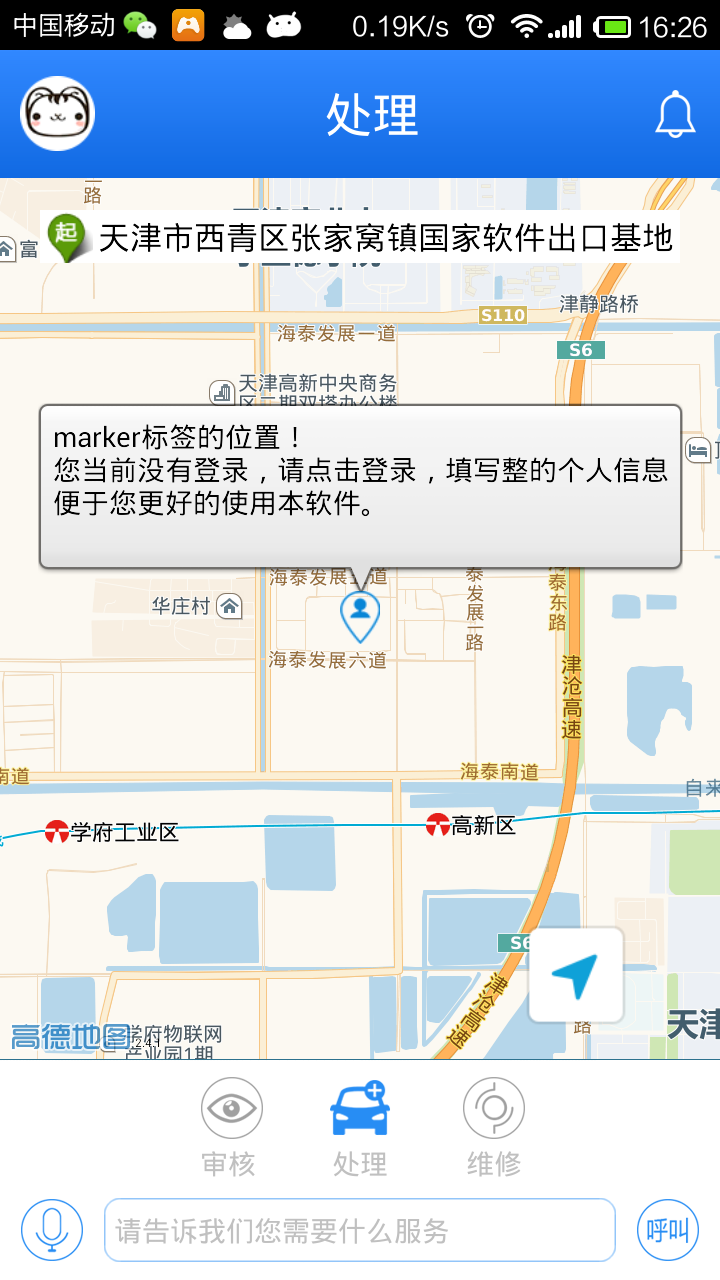 中国移动
0.19K/s
16:26
处理
路
起
天津市西青区张家窝镇国家软件出口基地
富
津静路桥
S110
海泰发展一道
S6
天津高新中央商务
区二期双塔办公楼
marker标签的位置！
您当前没有登录，请点击登录，填写整的个人信息
便于您更好的使用本软件。
海泰发展五道
华庄村
泰发展一路
海泰东路
海泰发展六道
津沧高速
南道
海泰南道
自来
学府工业区
高新区
S6
津沧高速
路
天津
高德地图
2.4.1
学府物联网
产业园1期
审核
处理
维修
请告诉我们您需要什么服务
呼叫